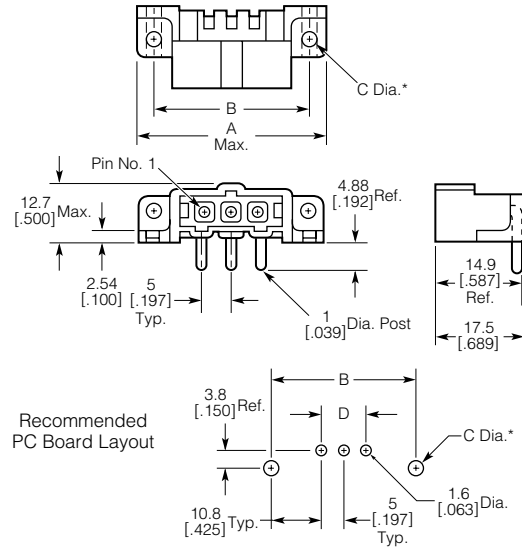 C Dia.*
B
A
Max.
Pin No. 1
12.7
[.500] Max.
4.88
[.192] Ref.
2.54
[.100]
5
[.197]
Typ.
1
[.039] Dia. Post
14.9
[.587]
Ref.
17.5
[.689]
Recommended
PC Board Layout
3.8
[.150] Ref.
B
D
C Dia.*
10.8
[.425] Typ.
5
[.197]
Typ.
1.6
[.063] Dia.